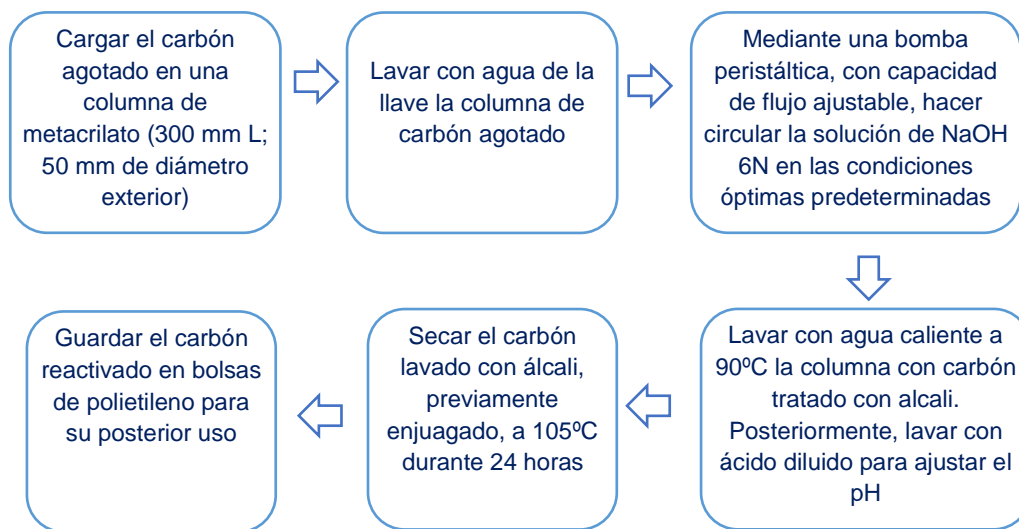 Cargar el carbón
agotado en una
columna de
metacrilato (300 mm L;
50 mm de diámetro
exterior)
Lavar con agua de la
llave la columna de
carbón agotado
Mediante una bomba
peristáltica, con capacidad
de flujo ajustable, hacer
circular la solución de NaOH
6N en las condiciones
óptimas predeterminadas
Lavar con agua caliente a
90ºC la columna con carbón
tratado con alcali.
Posteriormente, lavar con
ácido diluido para ajustar el
pH
Secar el carbón
lavado con álcali,
previamente
enjuagado, a 105ºC
durante 24 horas
Guardar el carbón
reactivado en bolsas
de polietileno para
su posterior uso